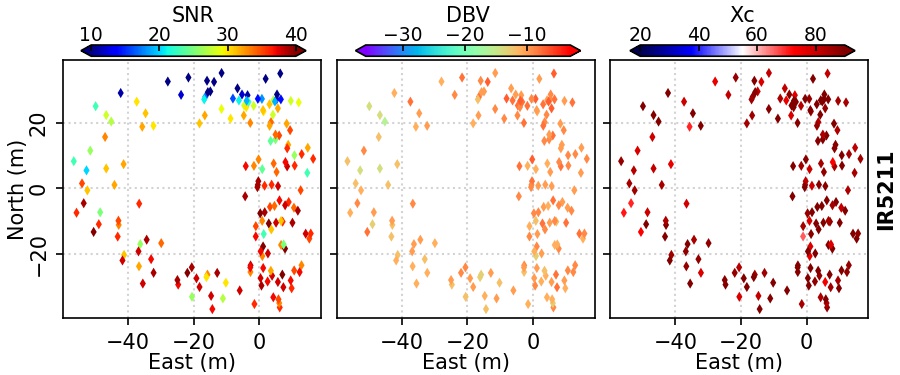 SNR DBV Xc
10 20 30 40 −30 −20 −10 20 40 60 80
20
0
−20
North (m)
−40 −20 0 −40 −20 0 −40 −20 0
East (m) East (m) East (m)
IR5211